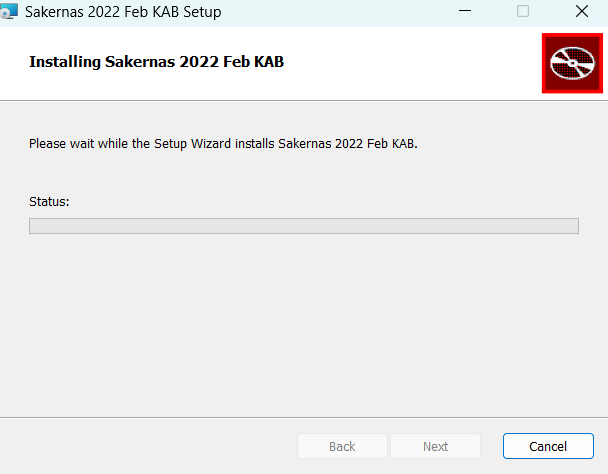 Sakernas 2022 Feb KAB Setup
Installing Sakernas 2022 Feb KAB
Please wait while the Setup Wizard installs Sakernas 2022 Feb KAB.
Status:
Back Next Cancel